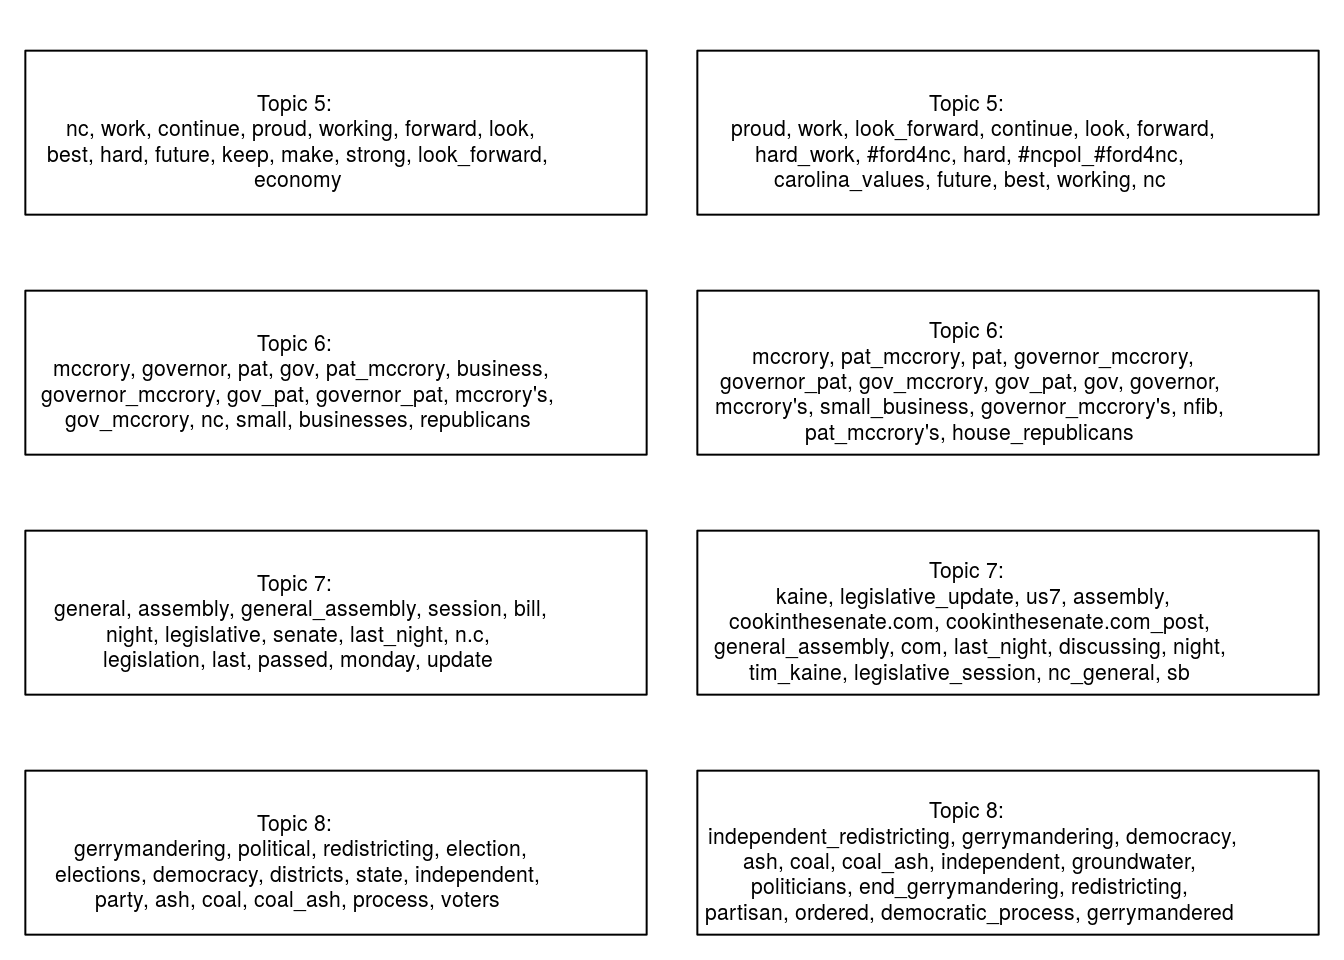 Topic 5:
nc, work, continue, proud, working, forward, look,
best, hard, future, keep, make, strong, look_forward,
economy
Topic 5:
proud, work, look_forward, continue, look, forward,
hard_work, #ford4nc, hard, #ncpol_#ford4nc,
carolina_values, future, best, working, nc
Topic 6:
mccrory, governor, pat, gov, pat_mccrory, business,
governor_mccrory, gov_pat, governor_pat, mccrory's,
gov_mccrory, nc, small, businesses, republicans
Topic 6:
mccrory, pat_mccrory, pat, governor_mccrory,
governor_pat, gov_mccrory, gov_pat, gov, governor,
mccrory's, small_business, governor_mccrory's, nfib,
pat_mccrory's, house_republicans
Topic 7:
general, assembly, general_assembly, session, bill,
night, legislative, senate, last_night, n.c,
legislation, last, passed, monday, update
Topic 7:
kaine, legislative_update, us7, assembly,
cookinthesenate.com, cookinthesenate.com_post,
general_assembly, com, last_night, discussing, night,
tim_kaine, legislative_session, nc_general, sb
Topic 8:
gerrymandering, political, redistricting, election,
elections, democracy, districts, state, independent,
party, ash, coal, coal_ash, process, voters
Topic 8:
independent_redistricting, gerrymandering, democracy,
ash, coal, coal_ash, independent, groundwater,
politicians, end_gerrymandering, redistricting,
partisan, ordered, democratic_process, gerrymandered